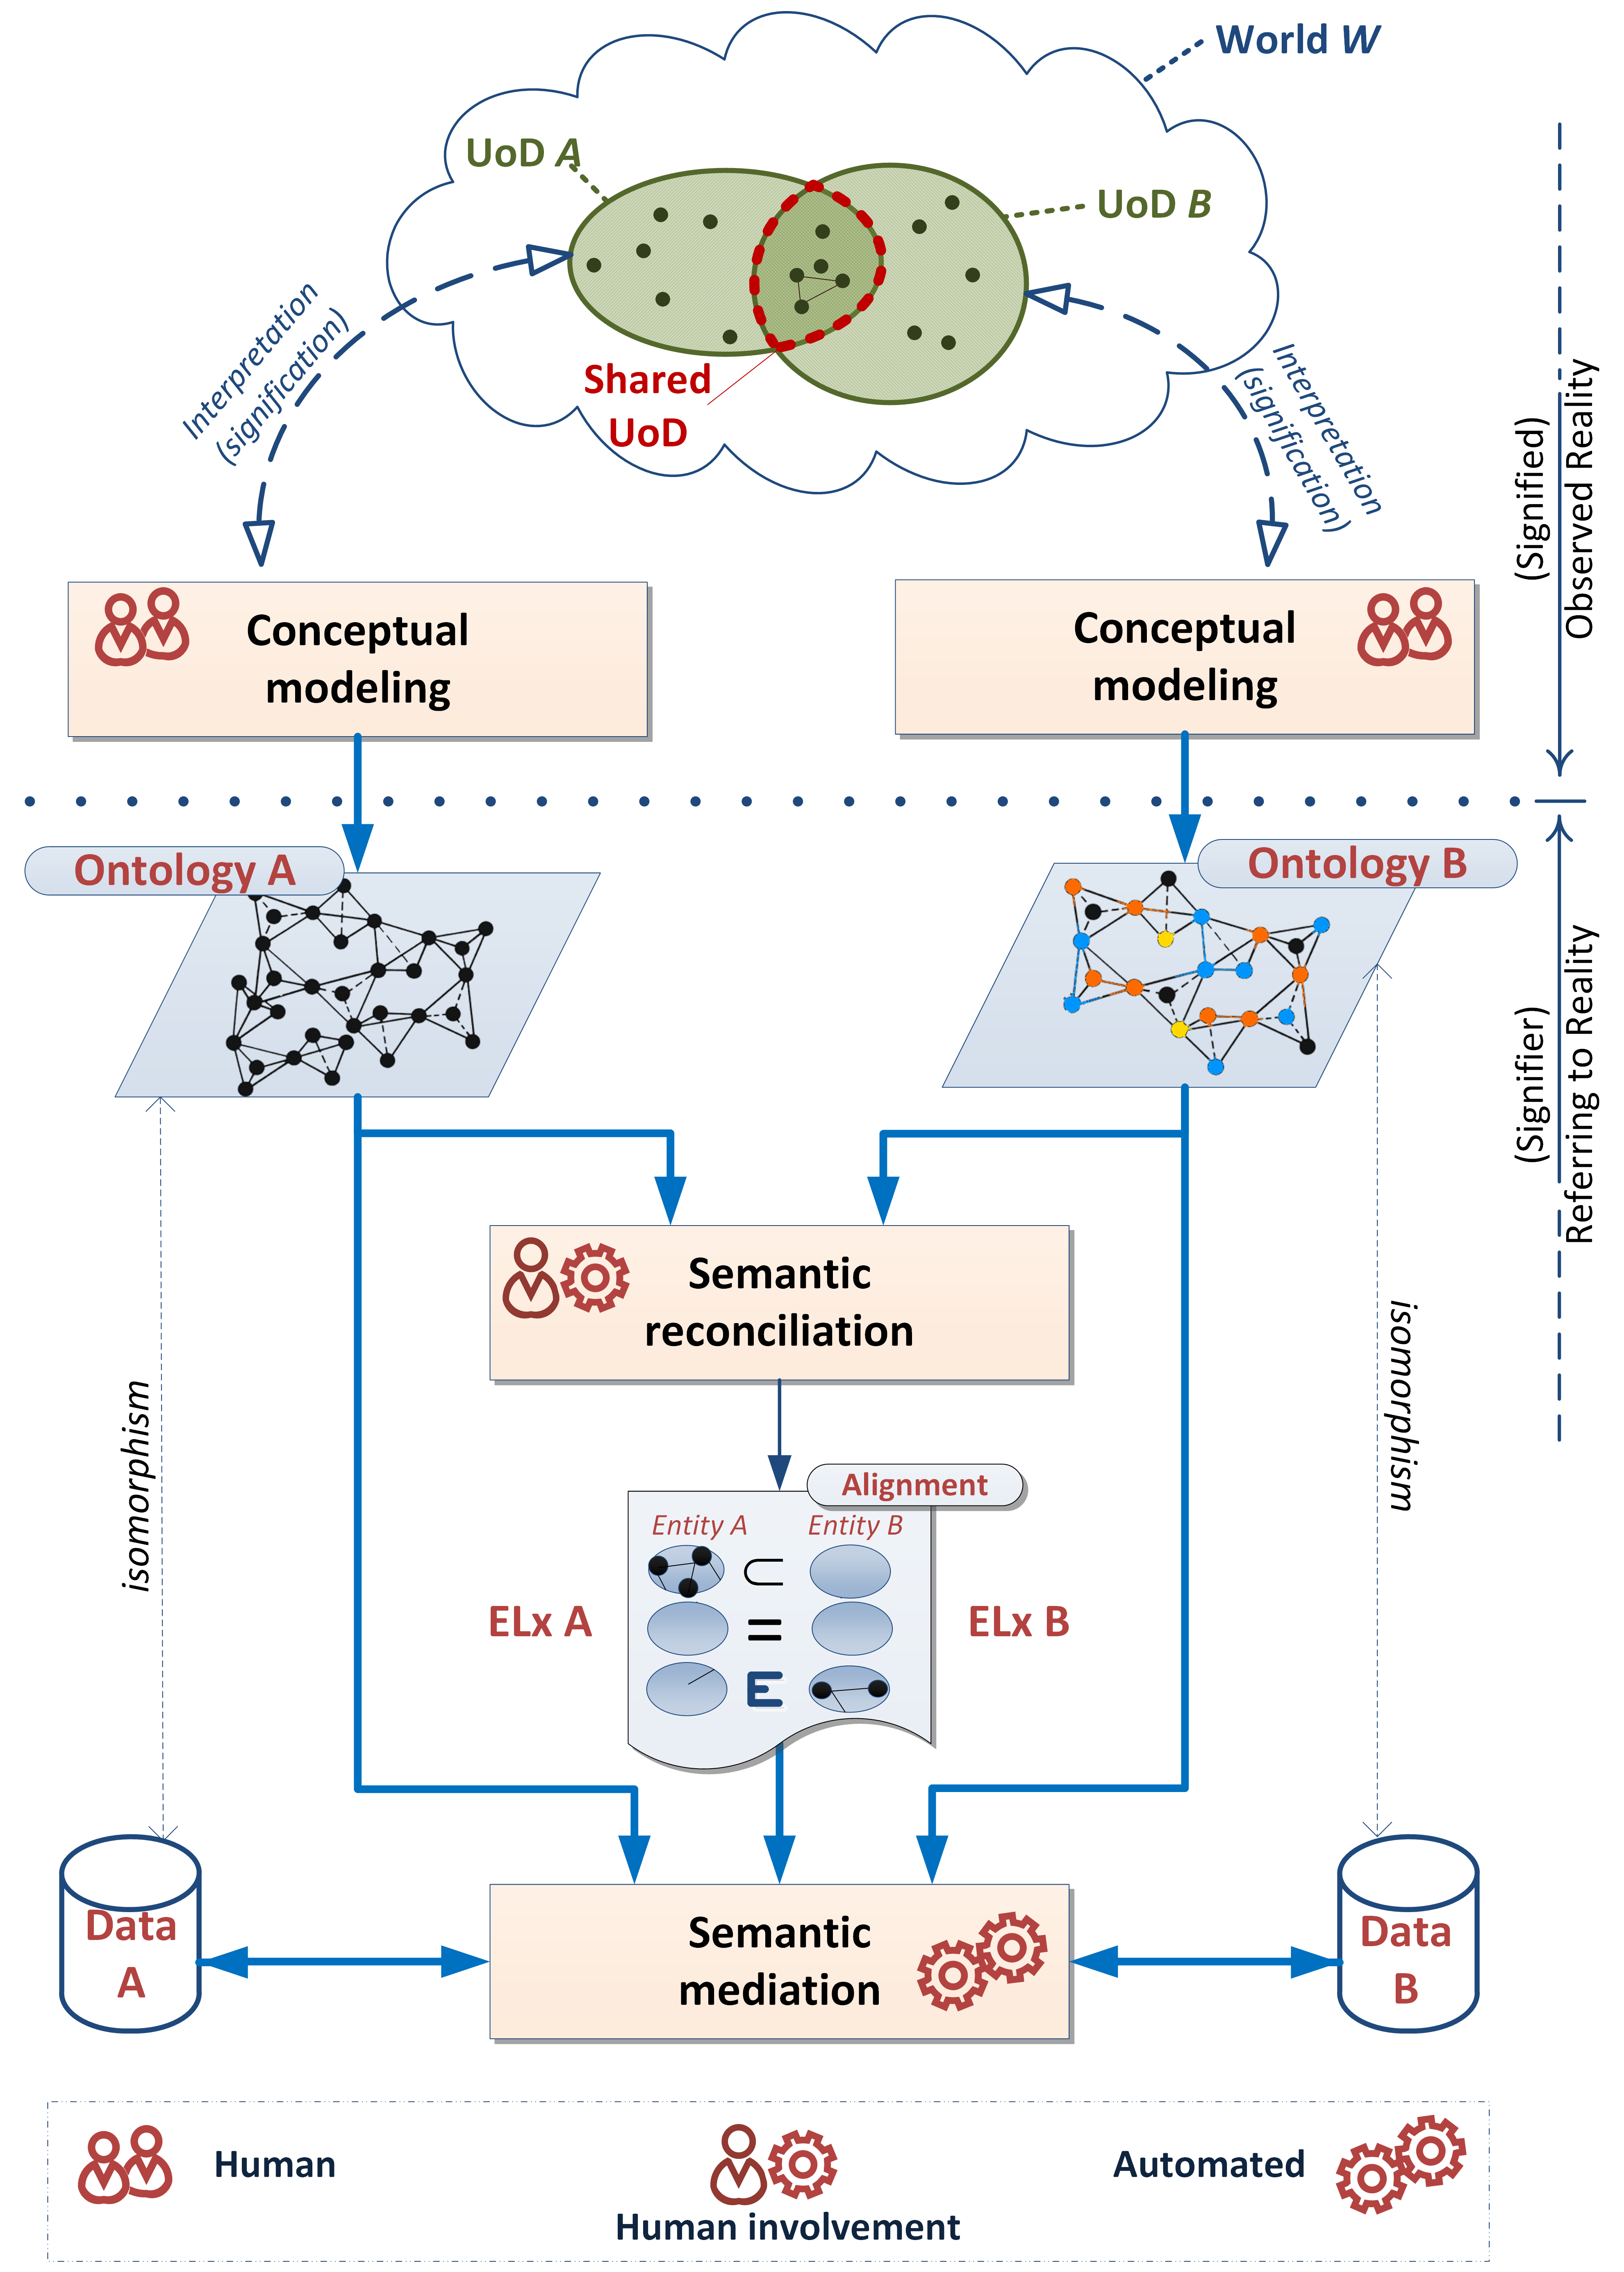 World W
UoD A
UoD B
Shared
UoD
Interpretation
(signification)
Interpretation
(signification)
(Signified)
Observed Reality
Conceptual
modeling
Conceptual
modeling
Ontology A
Ontology B
(Signifier)
Referring to Reality
Semantic
reconciliation
isomorphism
isomorphism
Alignment
Entity A Entity B
⊂
ELx A
=
ELx B
E
Data
A
Semantic
mediation
Data
B
Human
Human involvement
Automated